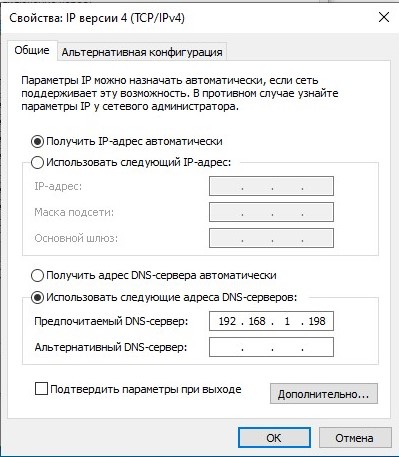 Свойства: IP версии 4 (TCP/IPv4)
Общие Альтернативная конфигурация
Параметры IP можно назначать автоматически, если сеть
поддерживает эту возможность. В противном случае узнайте
параметры IP у сетевого администратора.
Получить IP-адрес автоматически
Использовать следующий IP-адрес:
IP-адрес: . . .
Маска подсети: . . .
Основной шлюз: . . .
Получить адрес DNS-сервера автоматически
Использовать следующие адреса DNS-серверов:
Предпочитаемый DNS-сервер: 192 . 168 . 1 . 198
Альтернативный DNS-сервер: . . .
Подтвердить параметры при выходе
Дополнительно...
ОК Отмена